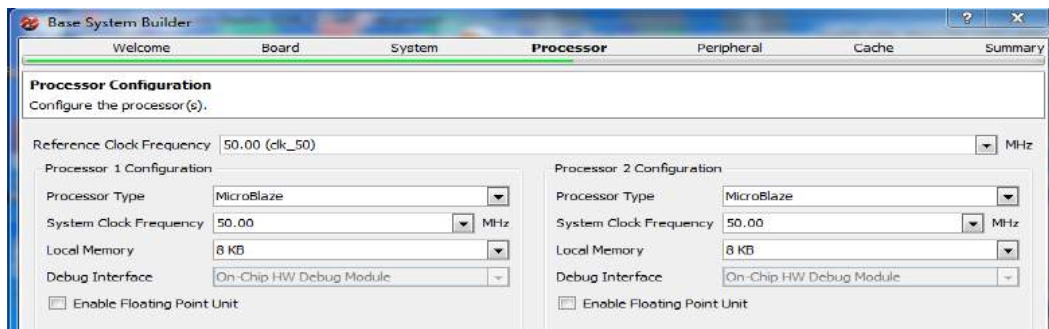 Base System Builder
Welcome Board System Processor Peripheral Cache Summary
Processor Configuration
Configure the processor(s).
Reference Clock Frequency 50.00 (clk_50) MHz
Processor 1 Configuration Processor 2 Configuration
Processor Type MicroBlaze Processor Type MicroBlaze
System Clock Frequency 50.00 MHz System Clock Frequency 50.00 MHz
Local Memory 8 KB Local Memory 8 KB
Debug Interface On-Chip HW Debug Module Debug Interface On-Chip HW Debug Module
Enable Floating Point Unit Enable Floating Point Unit